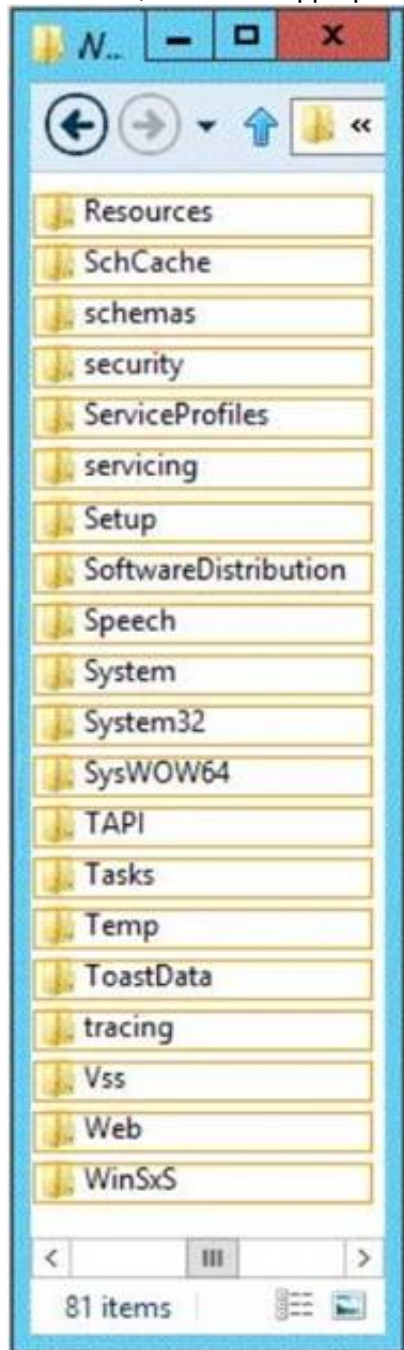 N...
«
Resources
SchCache
schemas
security
ServiceProfiles
servicing
Setup
SoftwareDistribution
Speech
System
System32
SysWOW64
TAPI
Tasks
Temp
ToastData
tracing
Vss
Web
WinSxS
81 items